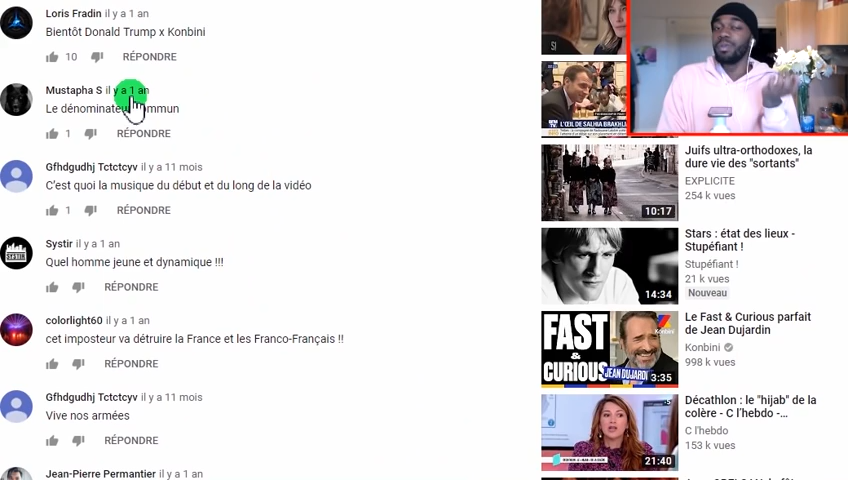 Loris Fradin il y a 1 an
Bientôt Donald Trump x Konbini
10 RÉPONDRE
Mustapha S il y a 1 an
Le dénominateur
1 RÉPONDRE
Gfhdgudhj Tctctcyv il y a 11 mois
C'est quoi la musique du début et du long de la vidéo
1 RÉPONDRE
Systir il y a 1 an
Quel homme jeune et dynamique !!!
RÉPONDRE
colorlight60 il y a 1 an
cet imposteur va détruire la France et les Franco-Français !!
RÉPONDRE
Gfhdgudhj Tctctcyv il y a 11 mois
Vive nos armées
RÉPONDRE
Jean-Pierre Permantier il y a 1 an
L'ŒIL DE SALHIA BRAKHLIA
Juifs ultra-orthodoxes, la
dure vie des "sortants"
EXPLICITE
254 k vues
10:17
Stars : état des lieux -
Stupéfiant !
Stupéfiant !
21 k vues
Nouveau
14:34
FAST
&
CURIOUS
JEAN DUJARDIN
Konbini
3:35
Le Fast & Curious parfait
de Jean Dujardin
Konbini
998 k vues
Décathlon : le "hijab" de la
colère - C l'hebdo -...
C l'hebdo
153 k vues
21:40